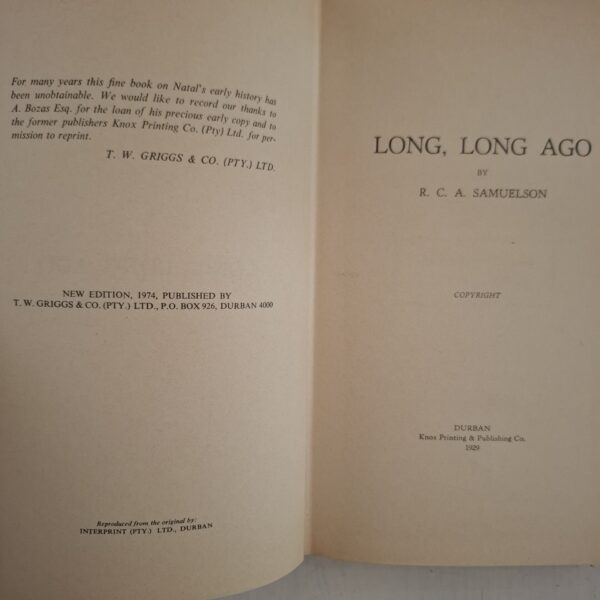 For many years this fine book on Natal's early history has
been unobtainable. We would like to record our thanks to
A. Bozas Esq. for the loan of his precious early copy and to
the former publishers Knox Printing Co. (Pty) Ltd. for per-
mission to reprint.
T. W. GRIGGS & CO. (PTY.) LTD.
NEW EDITION, 1974, PUBLISHED BY
T. W. GRIGGS & CO. (PTY.) LTD., P.O. BOX 926, DURBAN 4000
Reproduced from the original by:
INTERPRINT (PTY.) LTD., DURBAN
LONG, LONG AGO
BY
R. C. A. SAMUELSON
COPYRIGHT
DURBAN
Knox Printing & Publishing Co.
1929